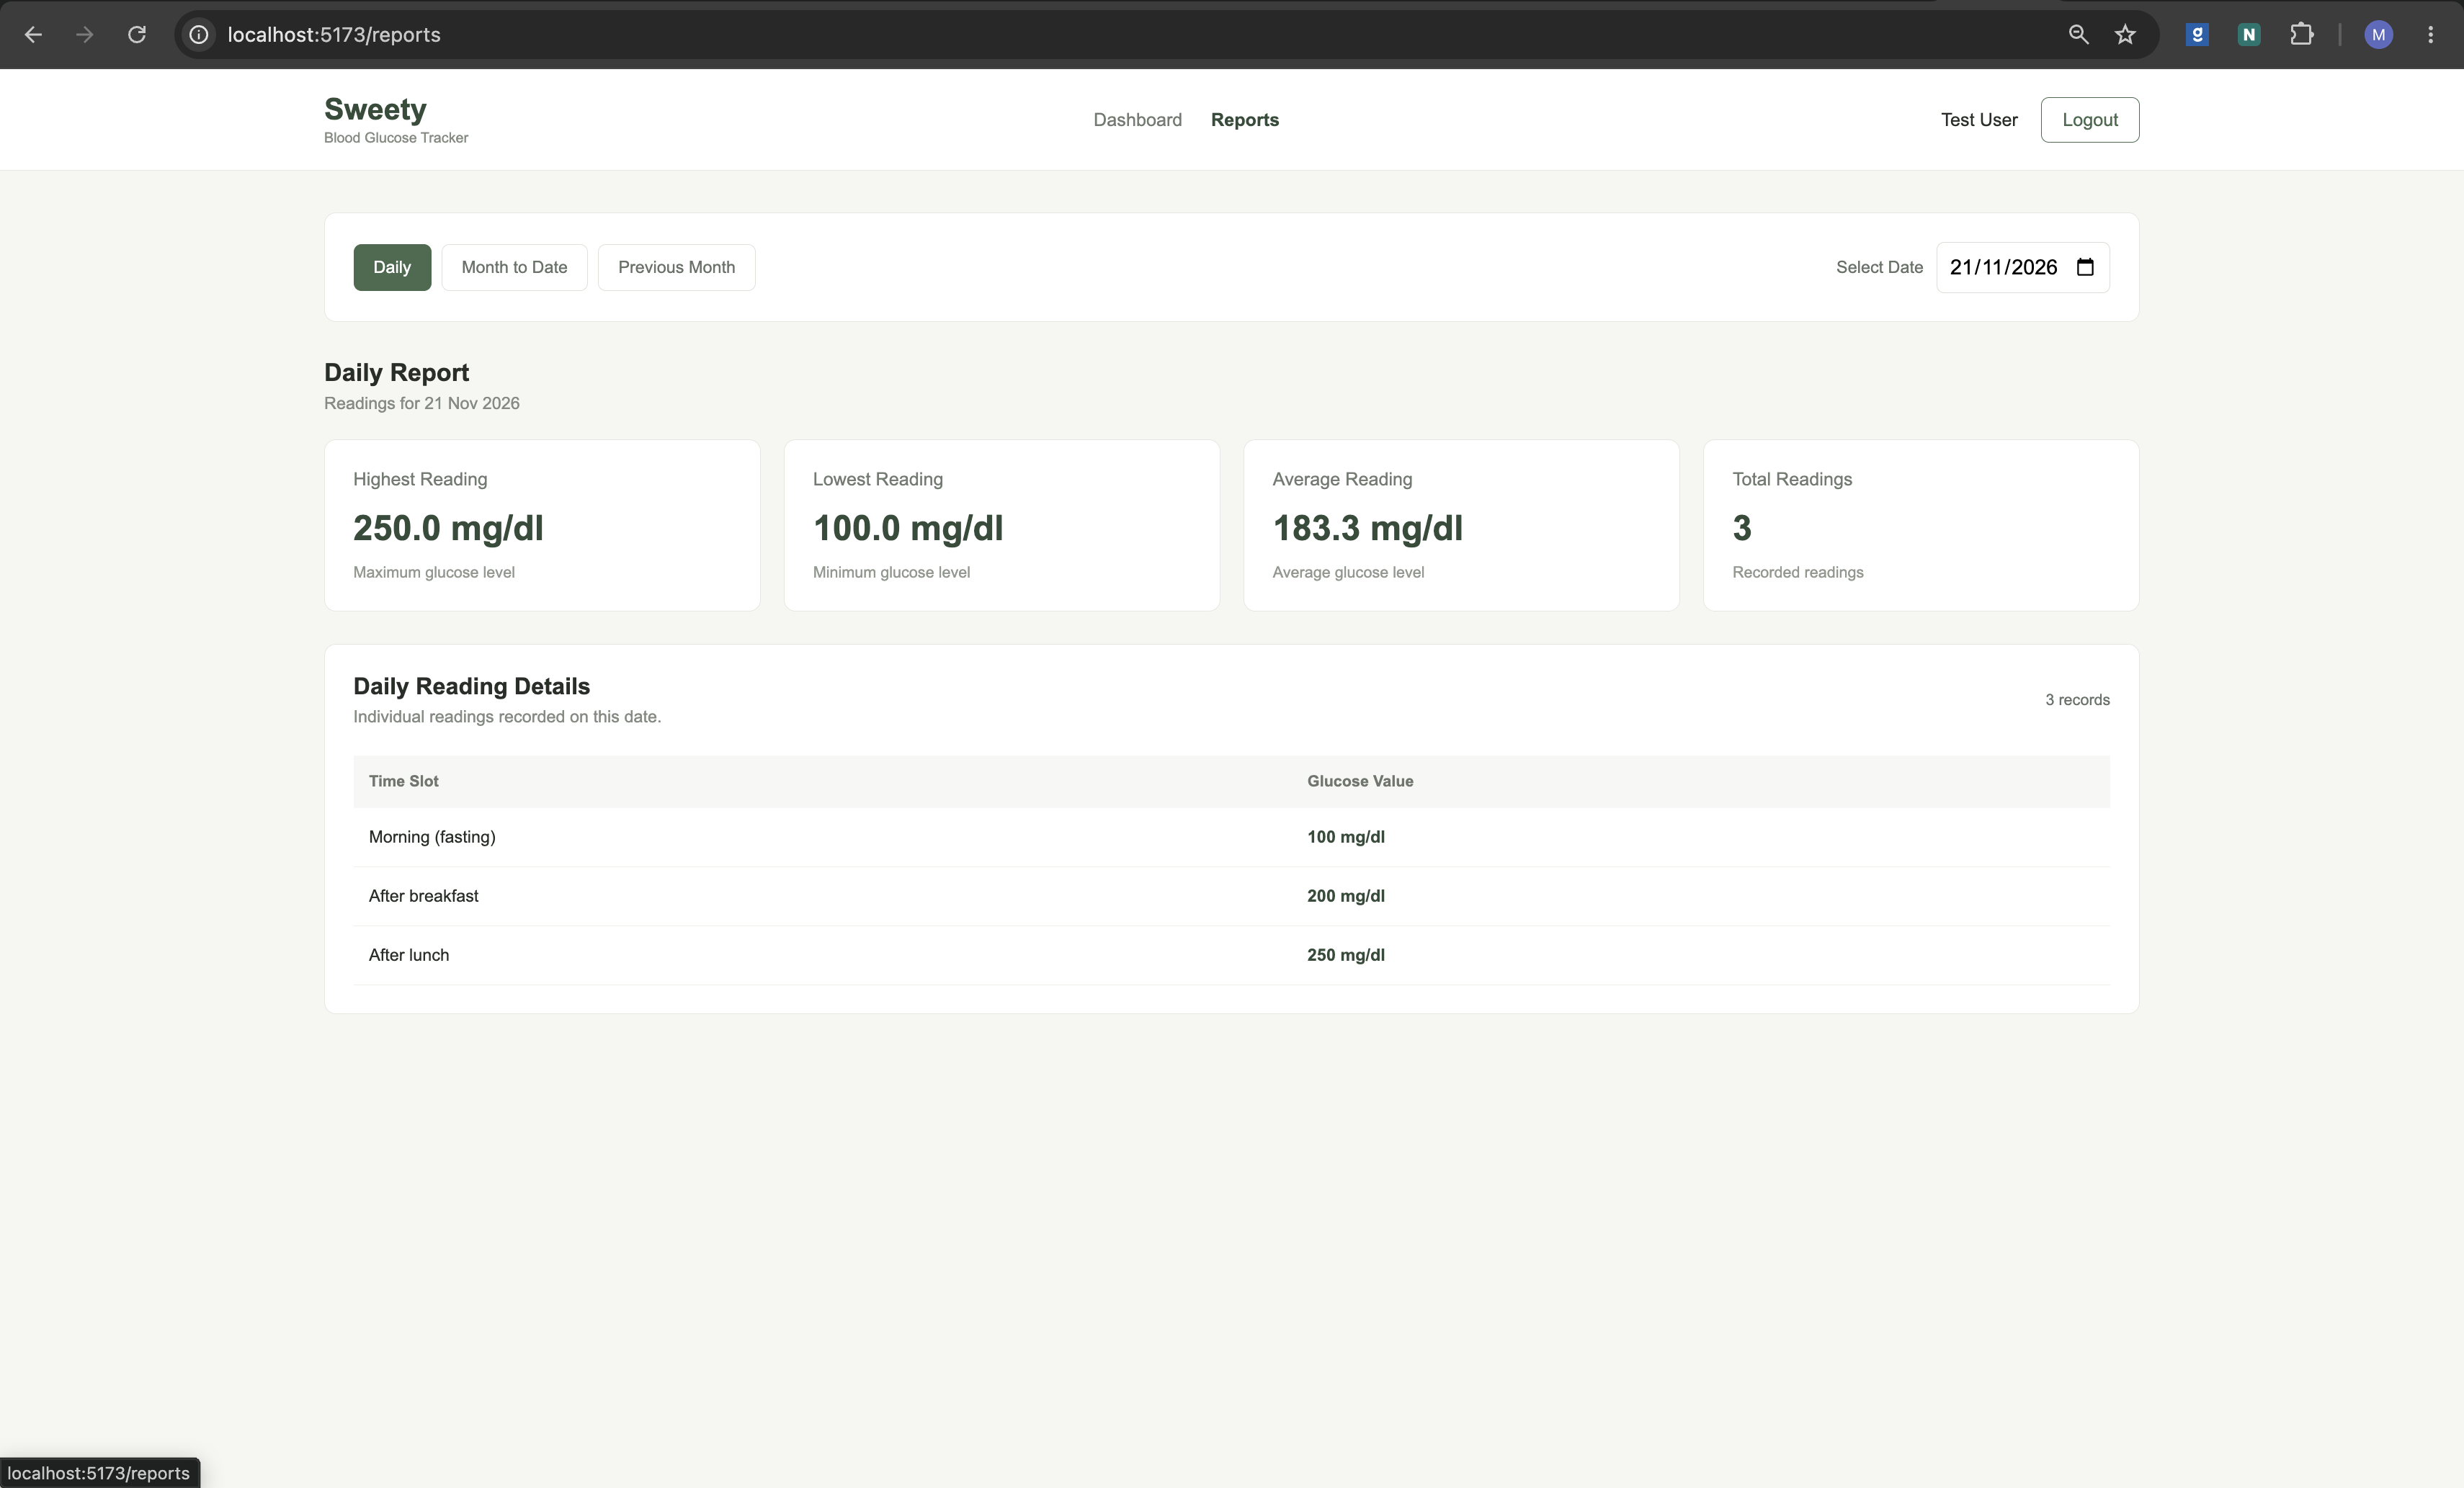 localhost:5173/reports
g
N
M
Sweety
Blood Glucose Tracker
Dashboard
Reports
Test User
Logout
Daily
Month to Date
Previous Month
Select Date
21/11/2026
Daily Report
Readings for 21 Nov 2026
Highest Reading
250.0 mg/dl
Maximum glucose level
Lowest Reading
100.0 mg/dl
Minimum glucose level
Average Reading
183.3 mg/dl
Average glucose level
Total Readings
3
Recorded readings
Daily Reading Details
Individual readings recorded on this date.
3 records
Time Slot Glucose Value
Morning (fasting) 100 mg/dl
After breakfast 200 mg/dl
After lunch 250 mg/dl
localhost:5173/reports